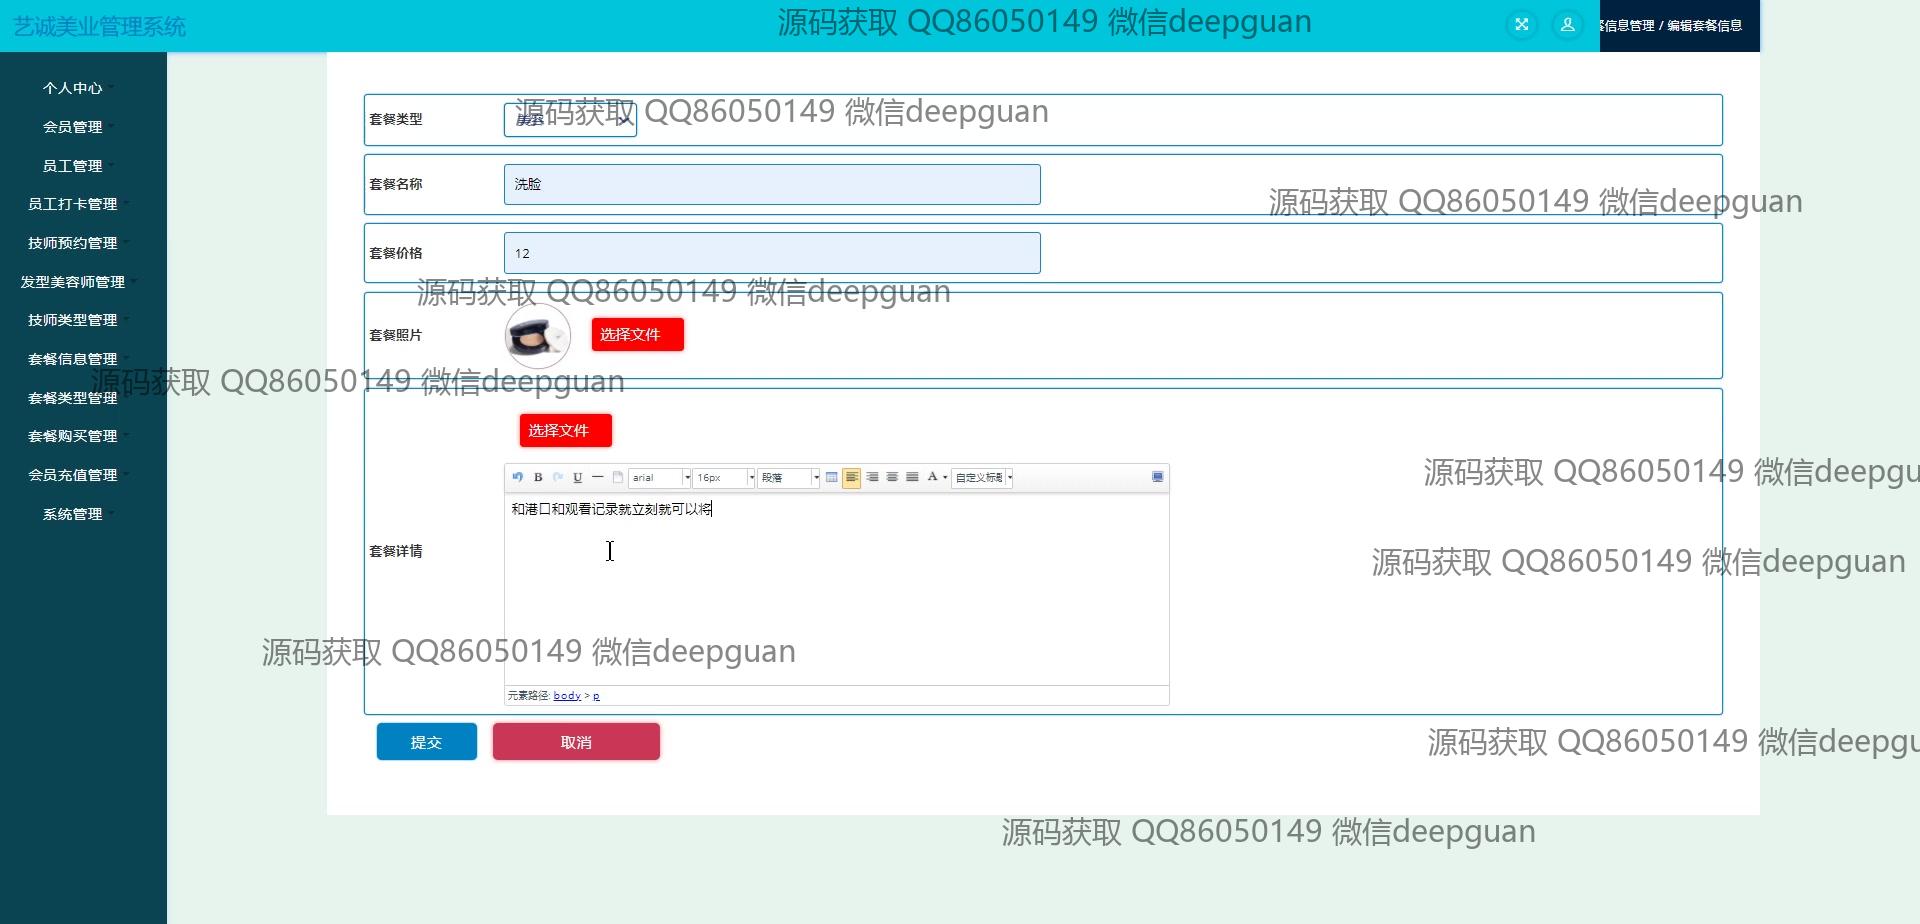 艺诚美业管理系统
源码获取 QQ86050149 微信deepguan
信息管理 / 编辑套餐信息
个人中心
会员管理
员工管理
员工打卡管理
技师预约管理
发型美容师管理
技师类型管理
套餐信息管理
套餐类型管理
套餐购买管理
会员充值管理
系统管理
套餐类型
美容
源码获取 QQ86050149 微信deepguan
套餐名称
洗脸
源码获取 QQ86050149 微信deepguan
套餐价格
12
源码获取 QQ86050149 微信deepguan
套餐照片
选择文件
源码获取 QQ86050149 微信deepguan
选择文件
B U arial 16px 段落 A 自定义标题
源码获取 QQ86050149 微信deepgu
和港口和观看记录就立刻就可以将
套餐详情
源码获取 QQ86050149 微信deepguan
源码获取 QQ86050149 微信deepguan
元素路径: body > p
提交
取消
源码获取 QQ86050149 微信deepgu
源码获取 QQ86050149 微信deepguan